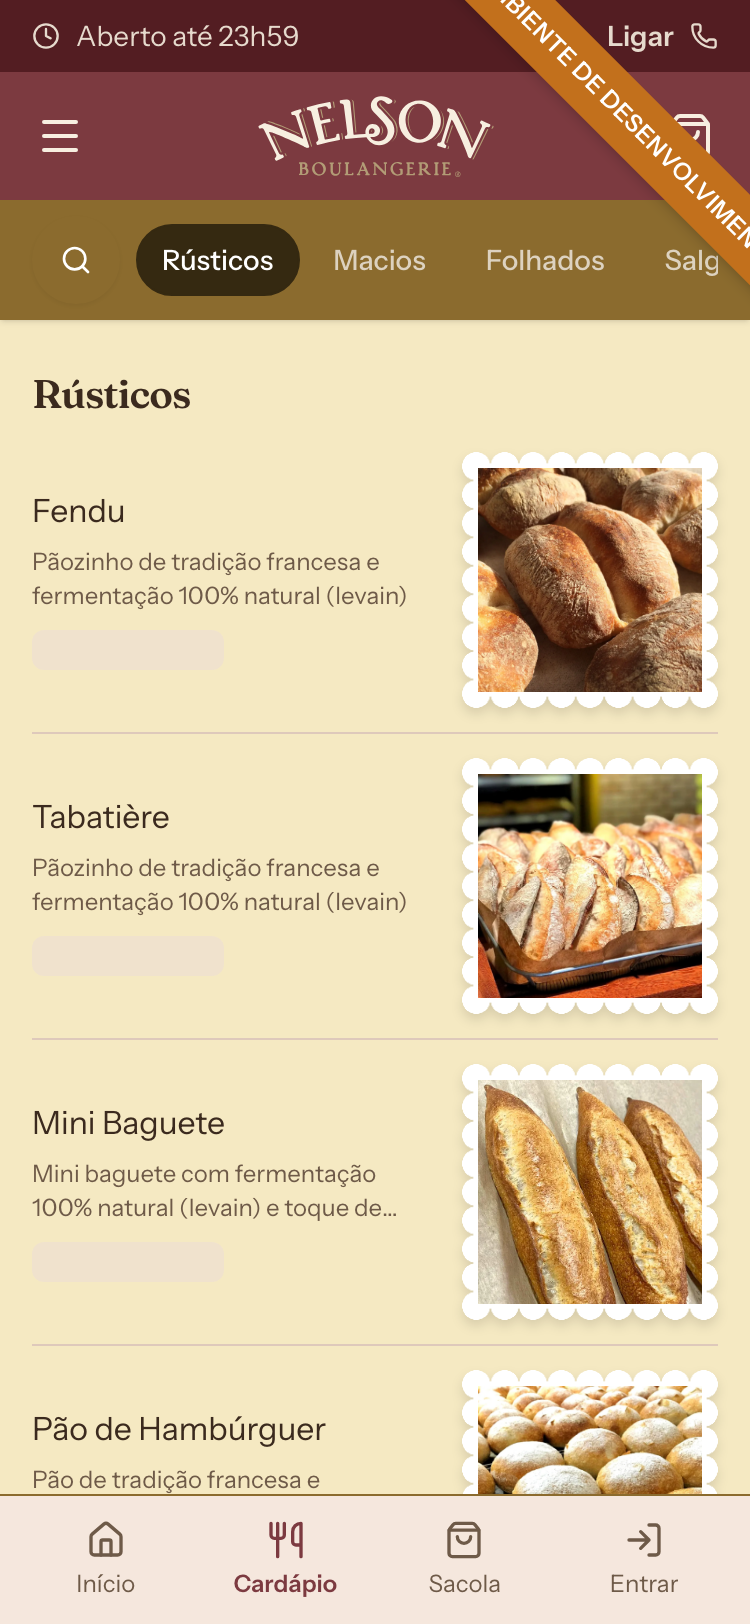 Aberto até 23h59
Ligar
DE DESENVOLVIMEN
NELSON
BOULANGERIE
Rústicos
Macios
Folhados
Salg
Rústicos
Fendu
Pãozinho de tradição francesa e
fermentação 100% natural (levain)
Tabatière
Pãozinho de tradição francesa e
fermentação 100% natural (levain)
Mini Baguete
Mini baguete com fermentação
100% natural (levain) e toque de...
Pão de Hambúrguer
Pão de tradição francesa e
Início
Cardápio
Sacola
Entrar